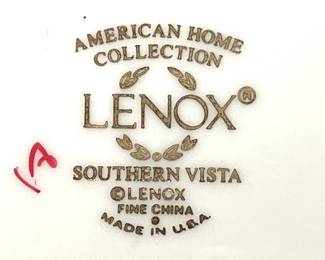 AMERICAN HOME
COLLECTION
LENOX®
SOUTHERN VISTA
©LENOX
FINE CHINA
MADE IN U.S.A.